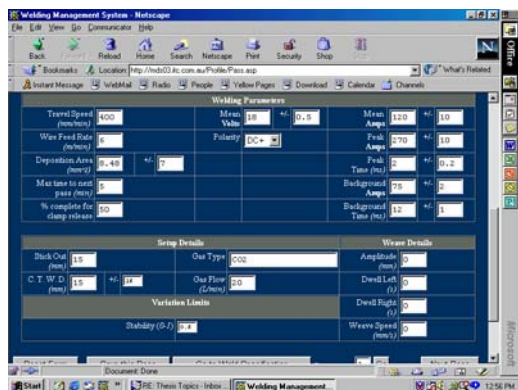 Welding Management System - Netscape
File Edit View Go Communicator Help
Back Reload Home Search Netscape Print Security Shop
Bookmarks Location: http://mds03.itc.com.au/Profile/Pass.asp What's Related
Instant Message WebMail Radio People Yellow Pages Download Calendar Channels
Office
Welding Parameters
Travel Speed (mm/min) 400 Mean Volts 18 +/- 0.5 Mean Amps 120 +/- 10
Wire Feed Rate (m/min) 6 Polarity DC+ Peak Amps 270 +/- 10
Deposition Area (mm^2) 8.48 +/- 7 Peak Time (ms) 2 +/- 0.2
Max time to next pass (min) 5 Background Amps 75 +/- 2
% complete for clamp release 50 Background Time (ms) 12 +/- 1
Setup Details Weave Details
Stick Out (mm) 15 Gas Type CO2 Amplitude (mm) 0
C. T. W. D. (mm) 15 +/- Gas Flow (L/min) 20 Dwell Left (s) 0
Variation Limits Dwell Right (s) 0
Stability (0-1) 0.4 Weave Speed (mm/s) 0
Microsoft
Document: Done
Start RE: Thesis Topics - Inbox ... Welding Management... 12:56 PM